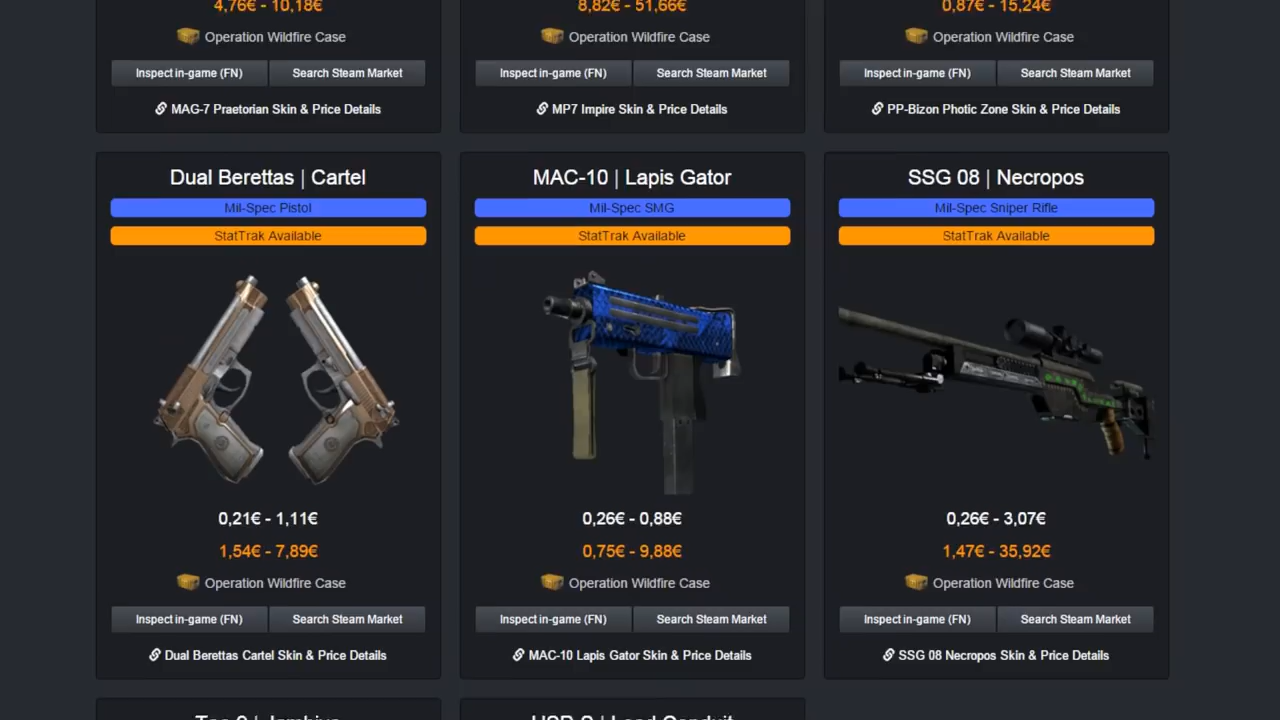 4,76€ - 10,18€
8,82€ - 51,66€
0,87€ - 15,24€
Operation Wildfire Case
Operation Wildfire Case
Operation Wildfire Case
Inspect in-game (FN) Search Steam Market
Inspect in-game (FN) Search Steam Market
Inspect in-game (FN) Search Steam Market
MAG-7 Praetorian Skin & Price Details
MP7 Impire Skin & Price Details
PP-Bizon Photic Zone Skin & Price Details
Dual Berettas | Cartel
Mil-Spec Pistol
StatTrak Available
0,21€ - 1,11€
1,54€ - 7,89€
Operation Wildfire Case
Inspect in-game (FN) Search Steam Market
Dual Berettas Cartel Skin & Price Details
MAC-10 | Lapis Gator
Mil-Spec SMG
StatTrak Available
0,26€ - 0,88€
0,75€ - 9,88€
Operation Wildfire Case
Inspect in-game (FN) Search Steam Market
MAC-10 Lapis Gator Skin & Price Details
SSG 08 | Necropos
Mil-Spec Sniper Rifle
StatTrak Available
0,26€ - 3,07€
1,47€ - 35,92€
Operation Wildfire Case
Inspect in-game (FN) Search Steam Market
SSG 08 Necropos Skin & Price Details
Tec-9 | Jambiya
USP-S | Lead Conduit